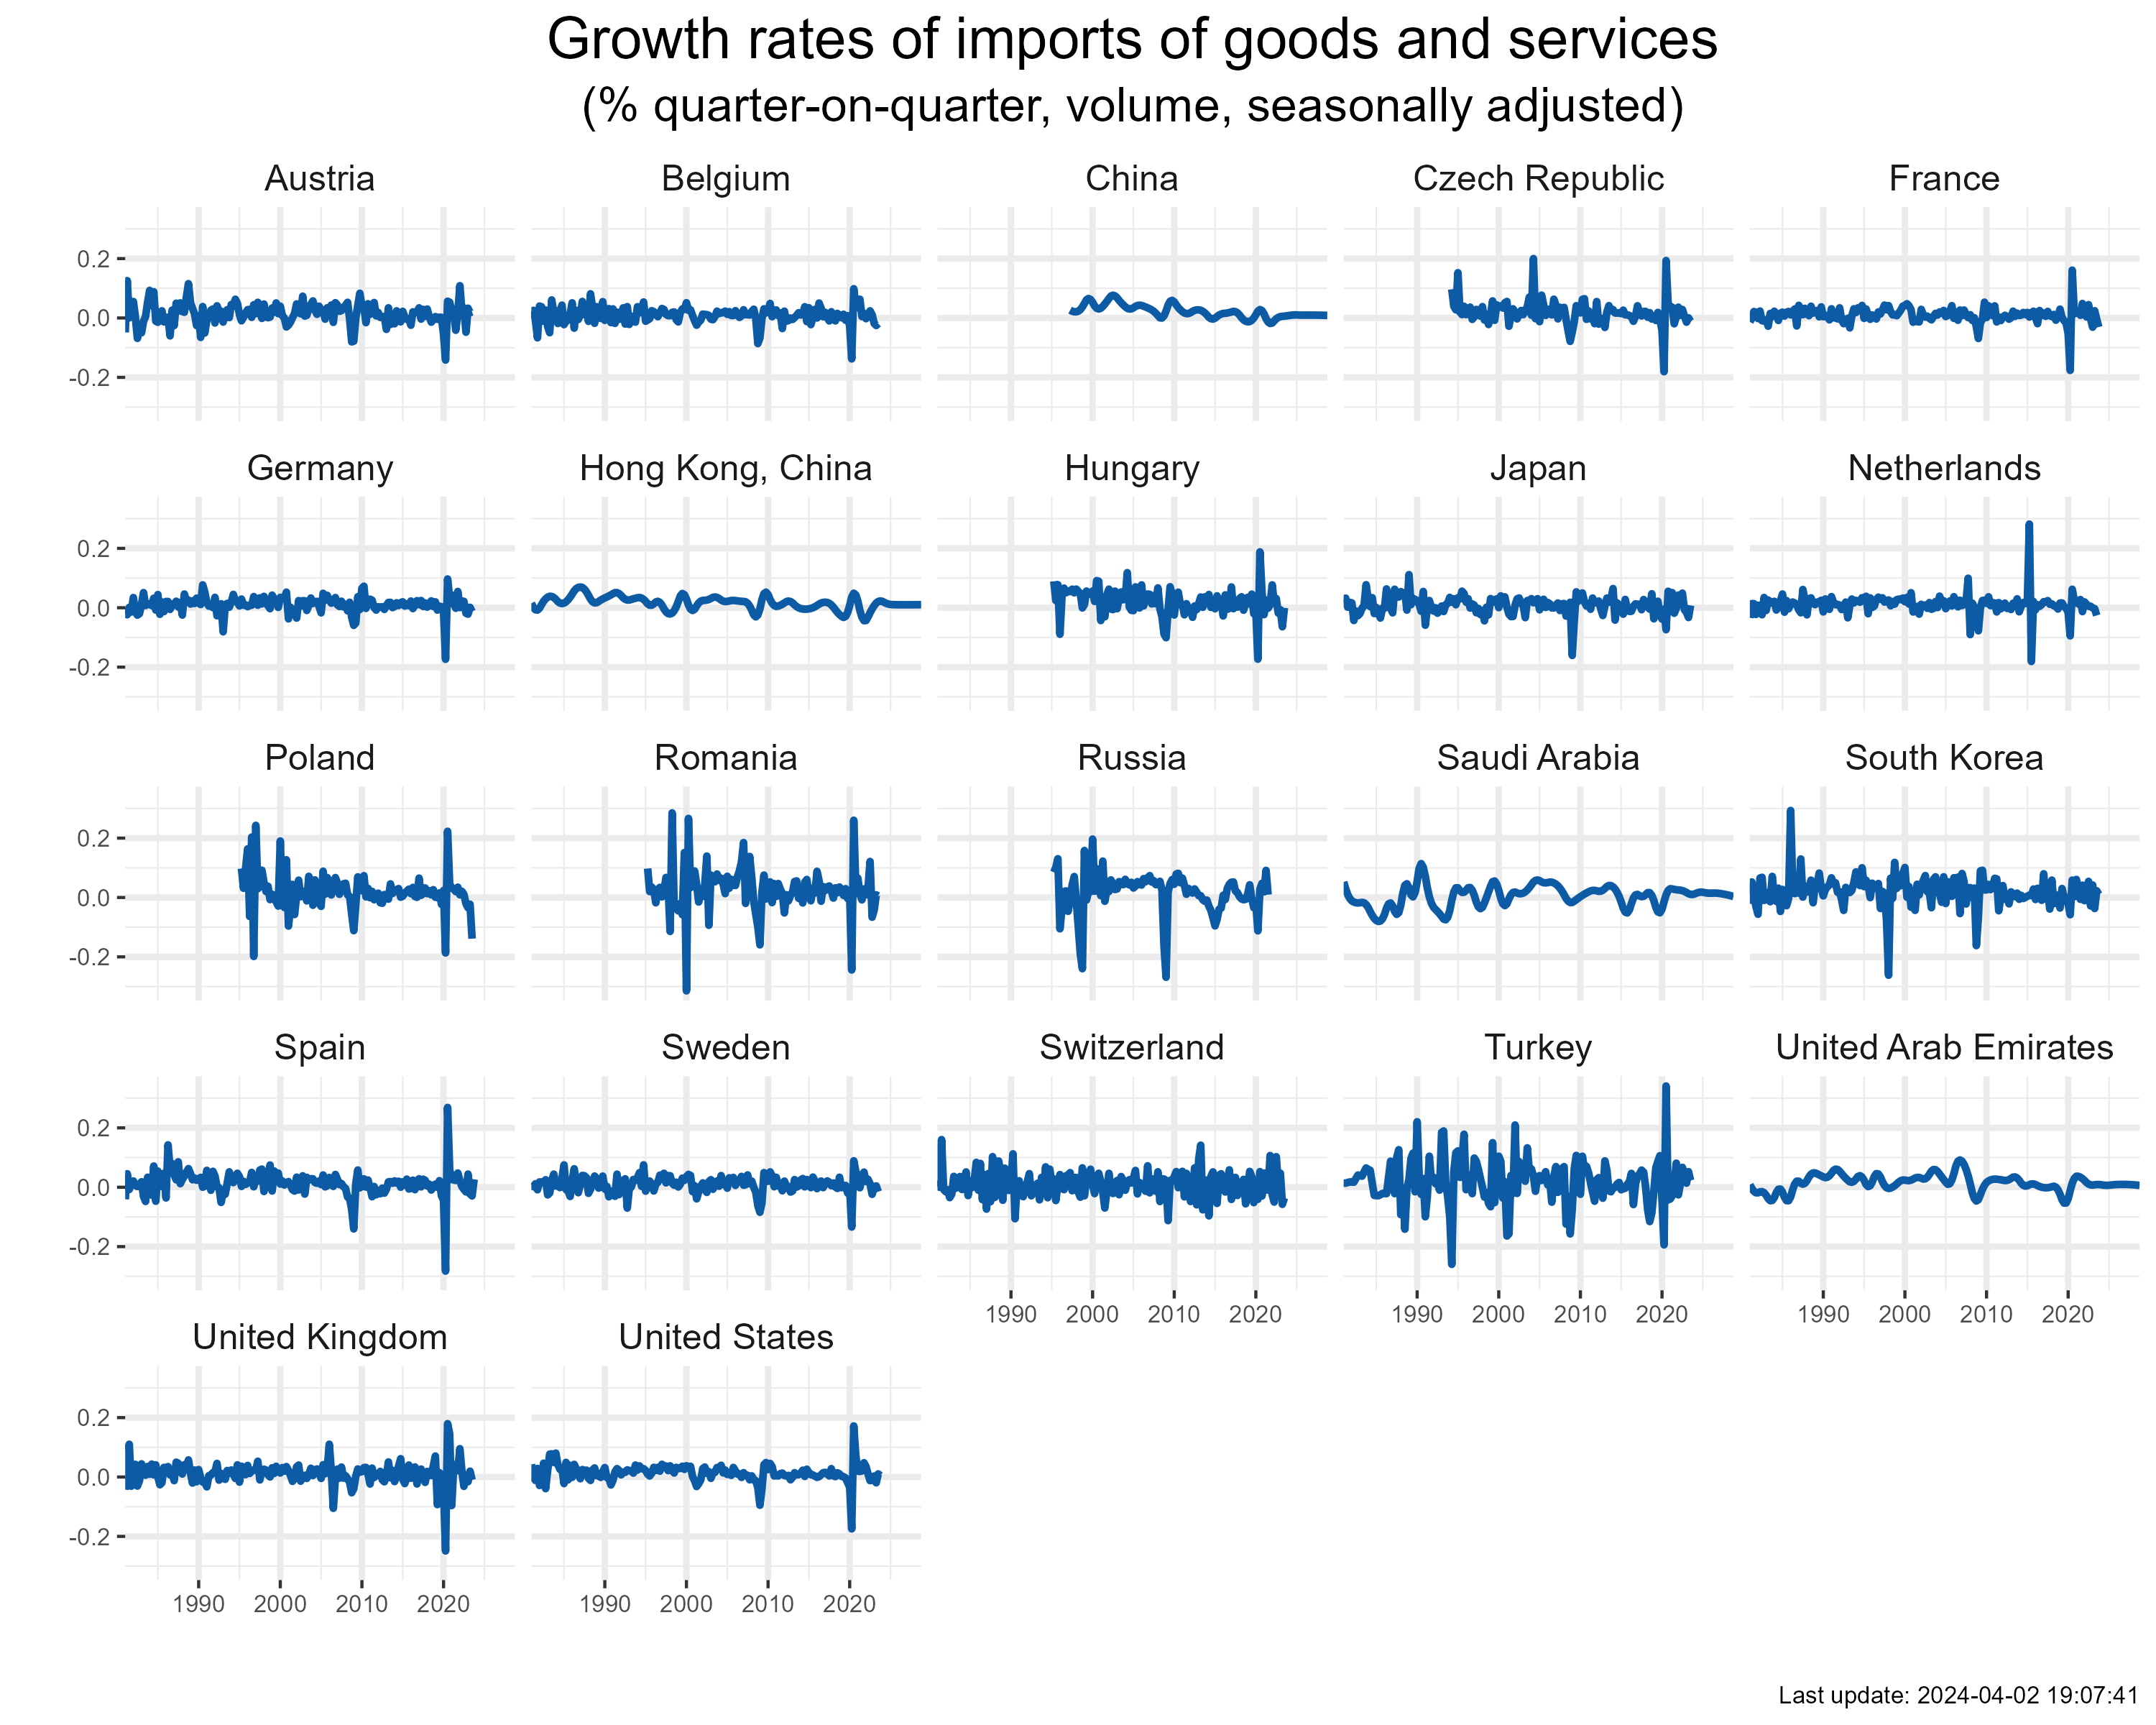 Growth rates of imports of goods and services
(% quarter-on-quarter, volume, seasonally adjusted)
Austria Belgium China Czech Republic France
0.2
0.0
-0.2
Germany Hong Kong, China Hungary Japan Netherlands
0.2
0.0
-0.2
Poland Romania Russia Saudi Arabia South Korea
0.2
0.0
-0.2
Spain Sweden Switzerland Turkey United Arab Emirates
0.2
0.0
-0.2
1990 2000 2010 2020 1990 2000 2010 2020 1990 2000 2010 2020
United Kingdom United States
0.2
0.0
-0.2
1990 2000 2010 2020 1990 2000 2010 2020
Last update: 2024-04-02 19:07:41